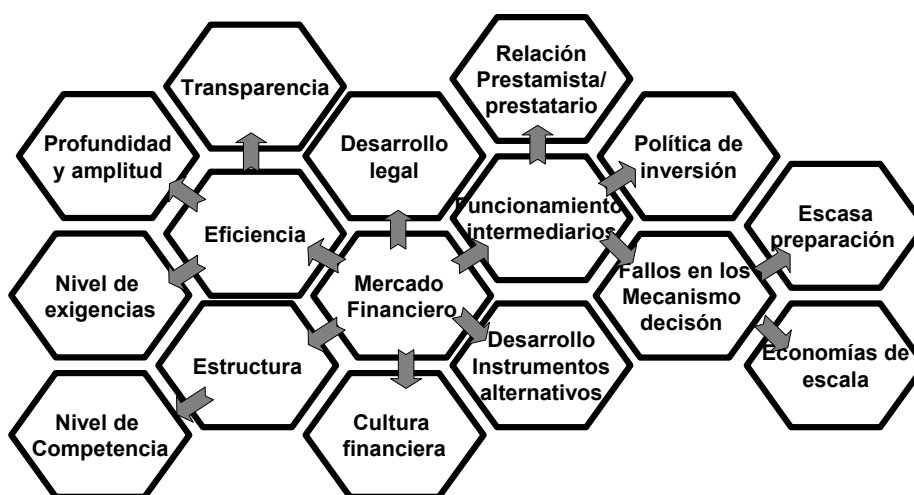 Relación
Prestamista/
prestatario
Transparencia
Profundidad
y amplitud
Desarrollo
legal
Política de
inversión
Funcionamiento
intermediarios
Escasa
preparación
Eficiencia
Nivel de
exigencias
Mercado
Financiero
Fallos en los
Mecanismo
decisón
Estructura
Desarrollo
Instrumentos
alternativos
Economías de
escala
Nivel de
Competencia
Cultura
financiera